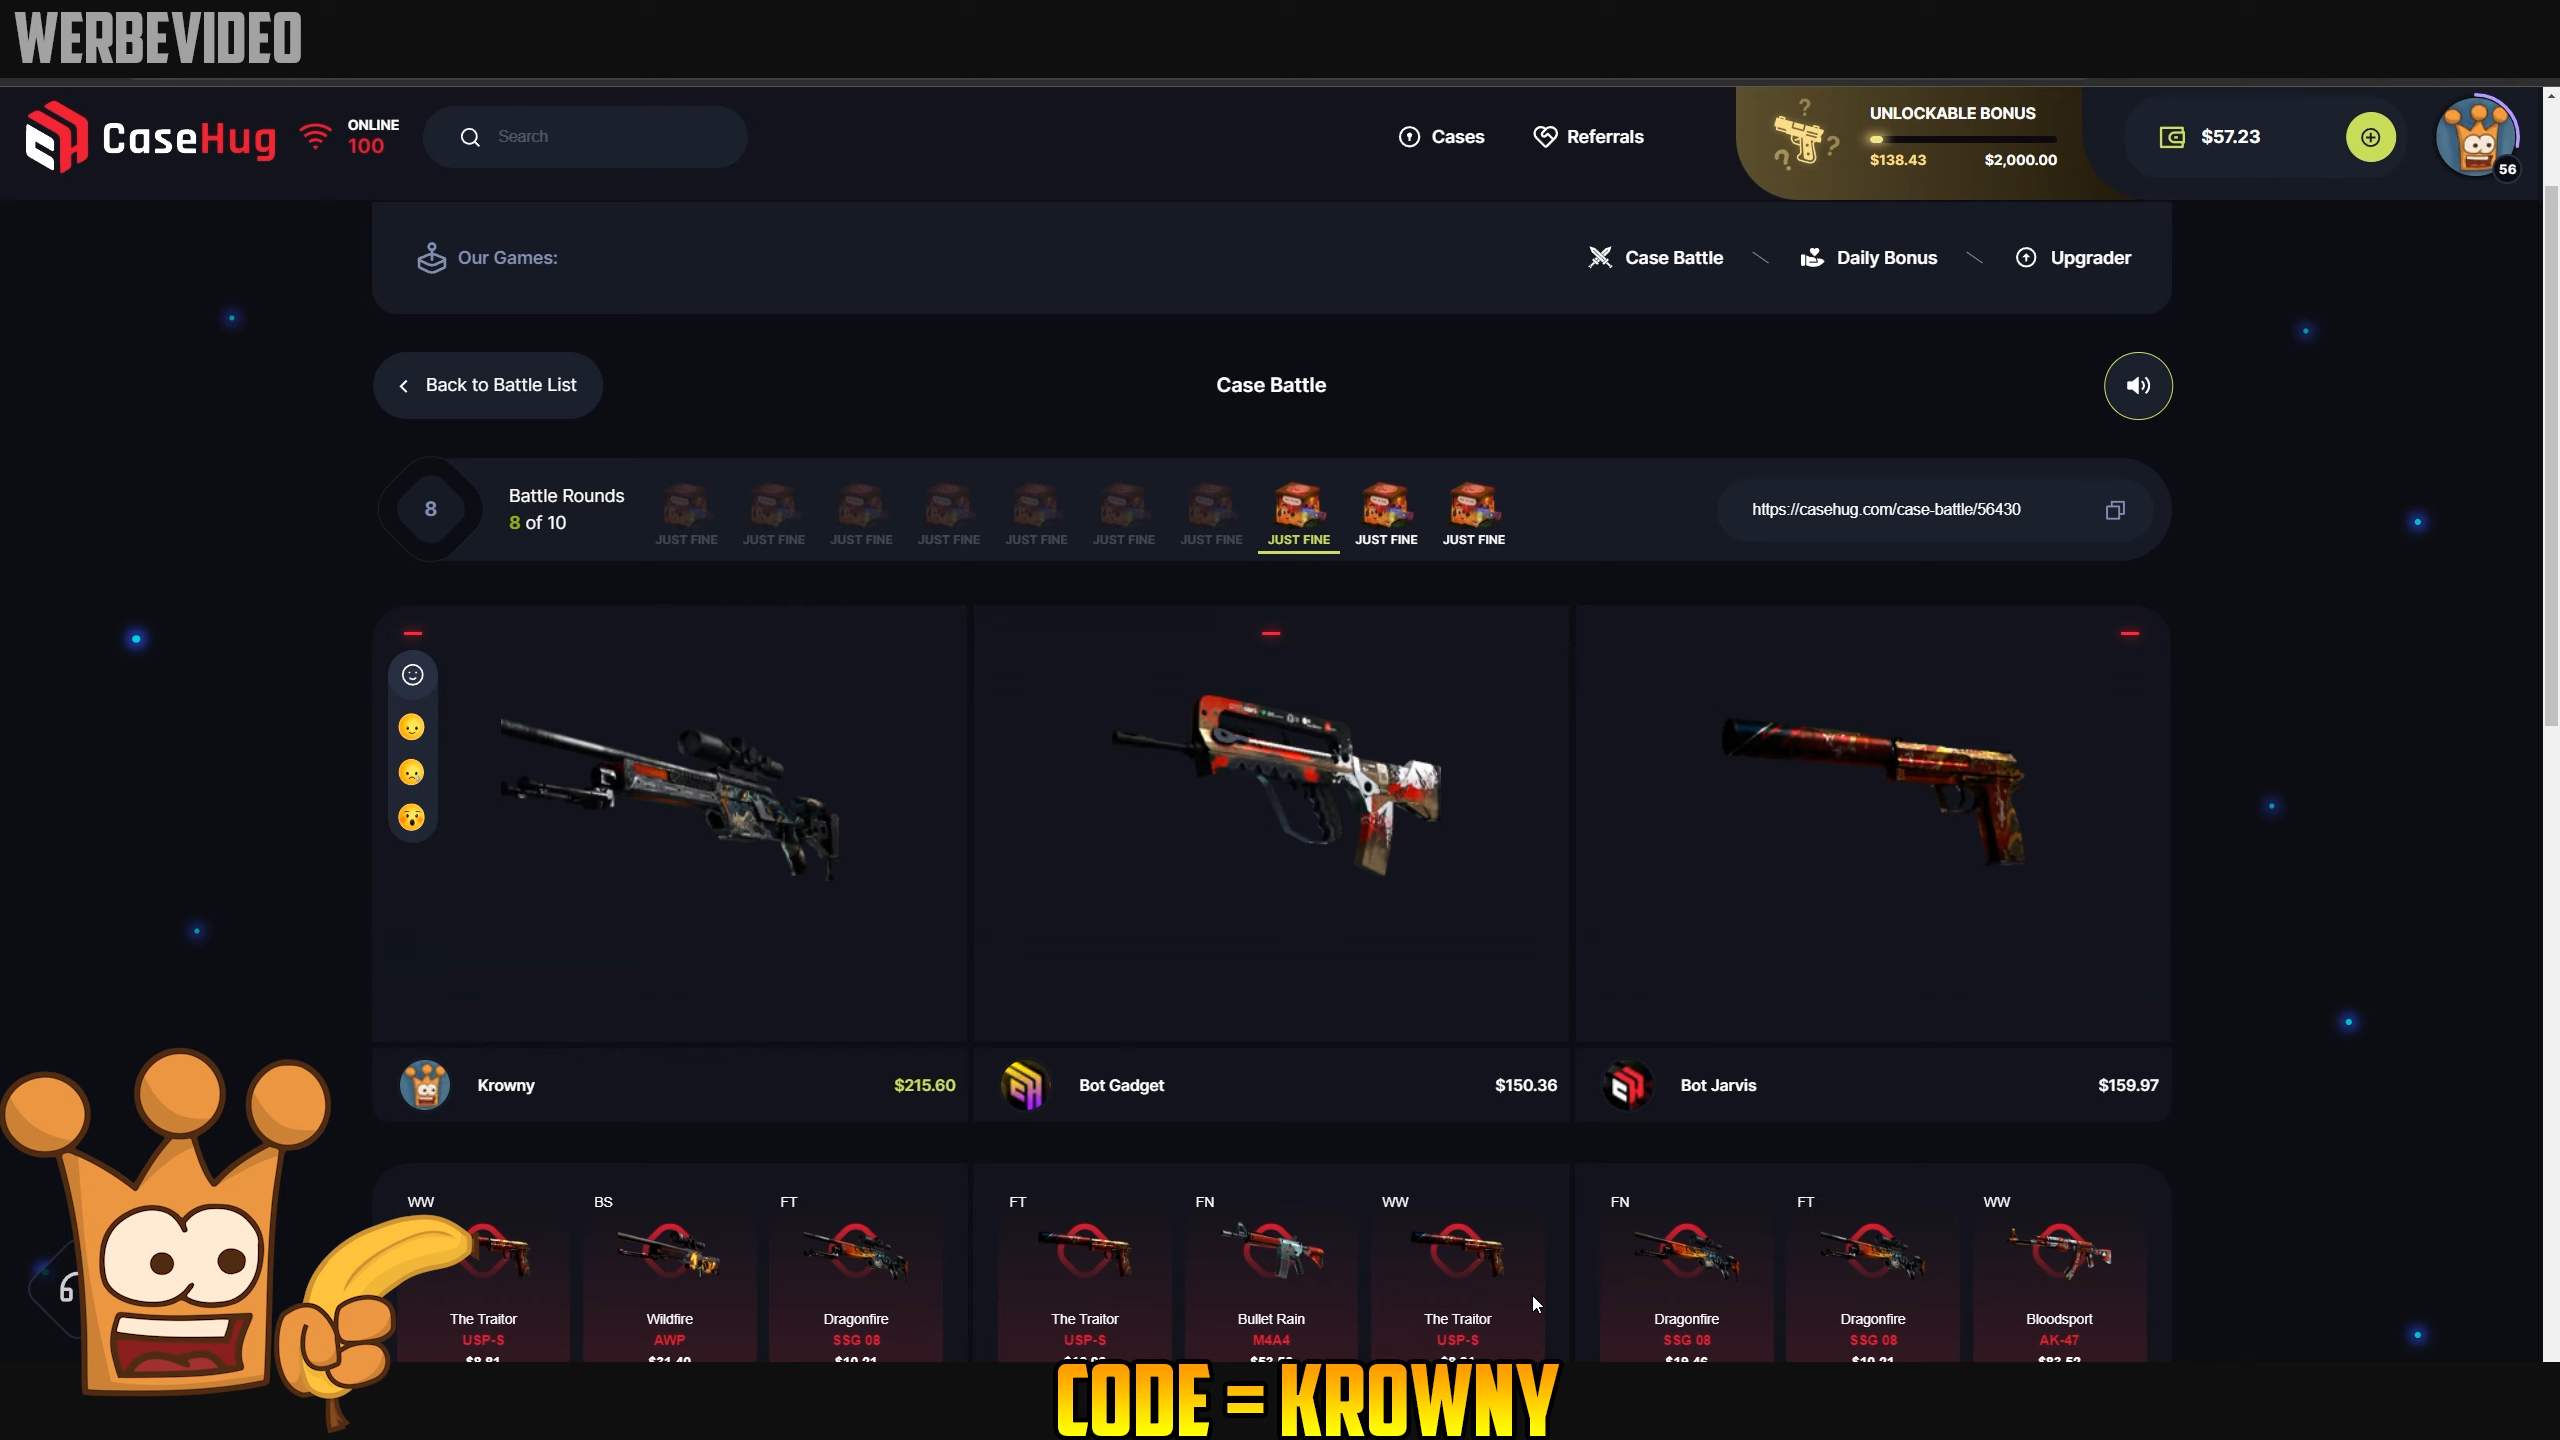 WERBEVIDEO
CaseHug
ONLINE
100
Search
Cases
Referrals
UNLOCKABLE BONUS
$138.43
$2,000.00
$57.23
56
Our Games:
Case Battle
Daily Bonus
Upgrader
Back to Battle List
Case Battle
8
Battle Rounds
8 of 10
JUST FINE
JUST FINE
JUST FINE
JUST FINE
JUST FINE
JUST FINE
JUST FINE
JUST FINE
JUST FINE
JUST FINE
https://casehug.com/case-battle/56430
Krowny
$215.60
Bot Gadget
$150.36
Bot Jarvis
$159.97
WW
BS
FT
FT
FN
WW
FN
FT
WW
The Traitor
USP-S
Wildfire
AWP
Dragonfire
SSG 08
The Traitor
USP-S
Bullet Rain
M4A4
The Traitor
USP-S
Dragonfire
SSG 08
Dragonfire
SSG 08
Bloodsport
AK-47
CODE = KROWNY